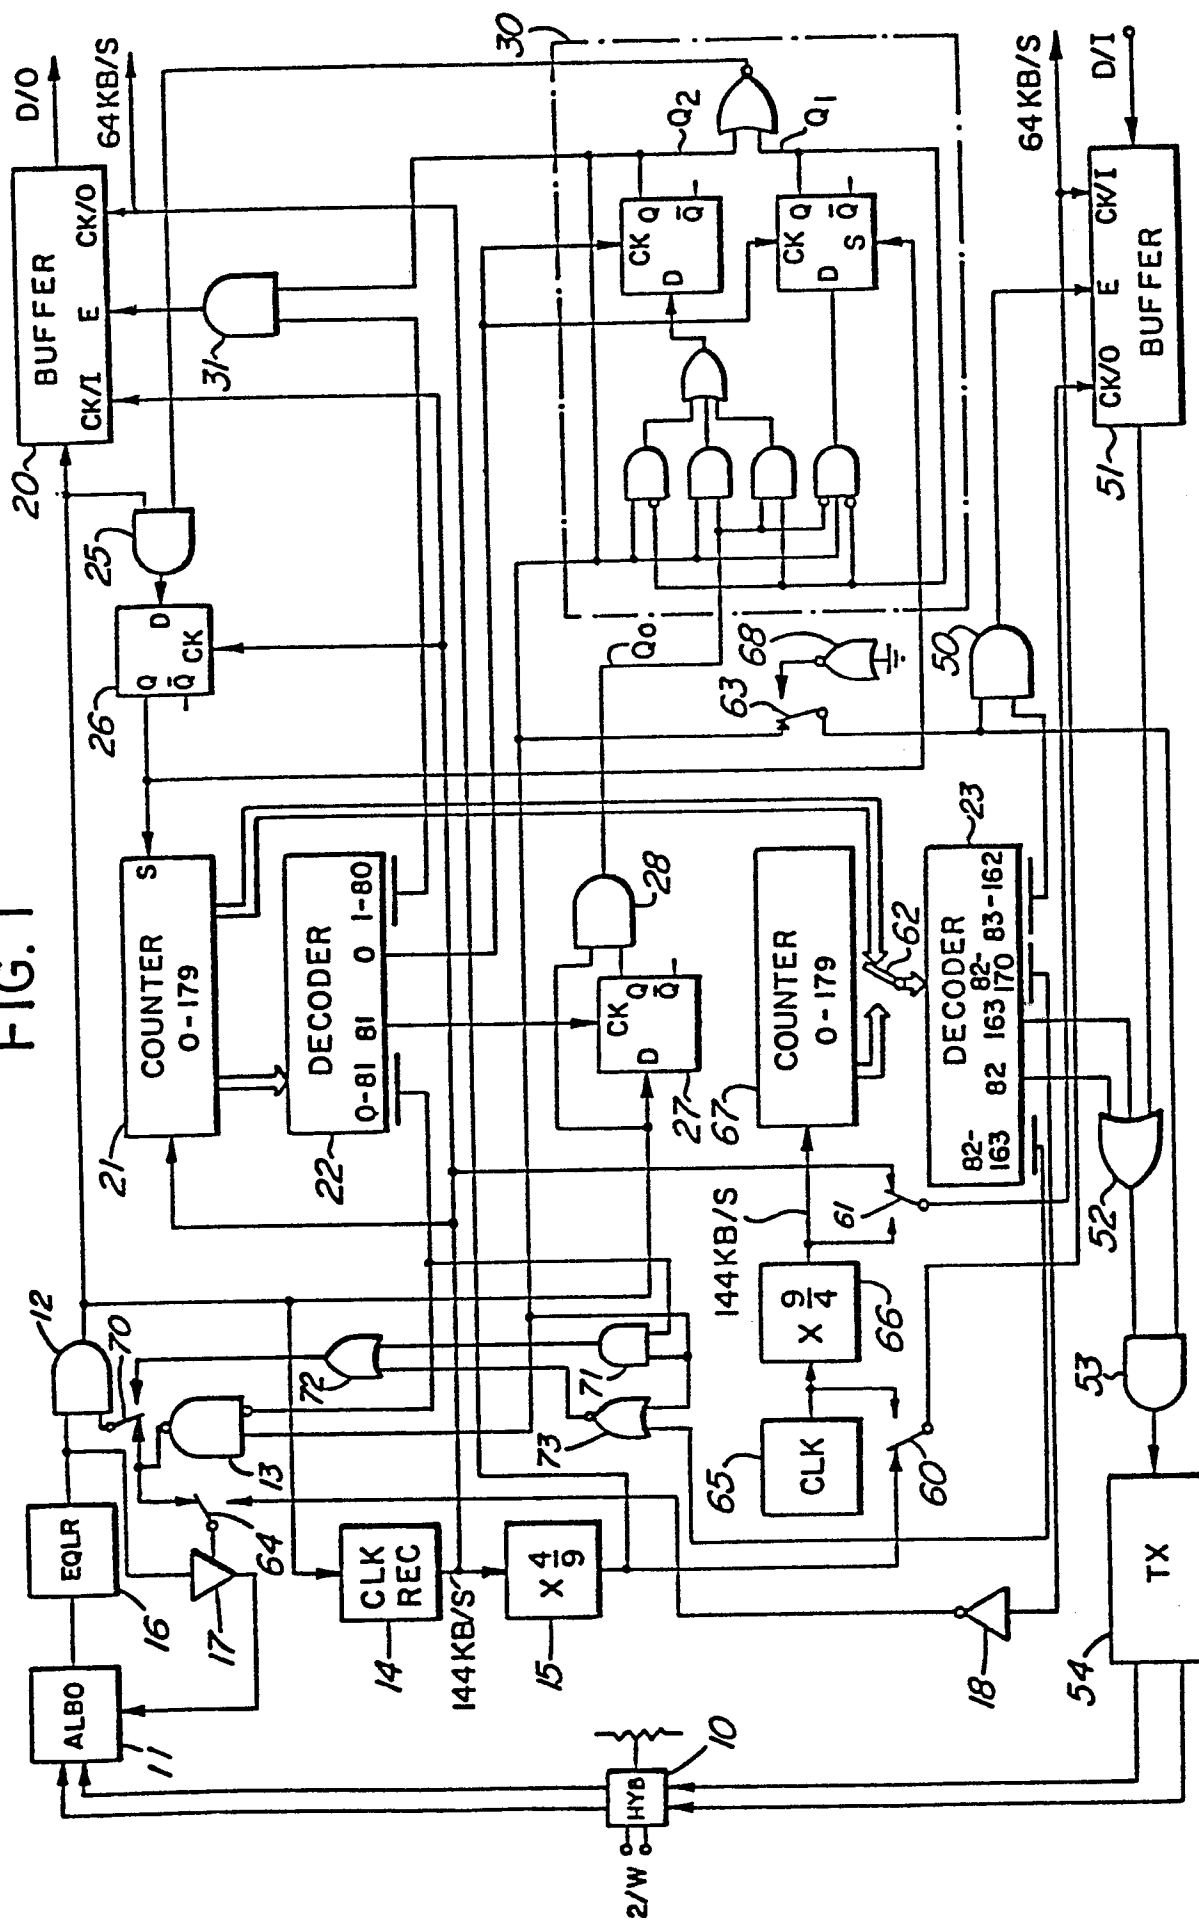 FIG. 1
D/O
64KB/S
20
BUFFER
CK/I
E
CK/O
25
26
Q
D
Q̄
CK
31
30
Q2
Q1
CK
Q
Q̄
D
CK
Q
Q̄
D
S
Q0
64KB/S
D/I
CK/O
E
CK/I
BUFFER
51
50
63
68
21
COUNTER
0-179
S
22
DECODER
0-81
81
0
1-80
28
27
CK
Q
Q̄
D
67
COUNTER
0-179
62
23
DECODER
82-163
82
163
82-170
83-162
52
53
12
70
13
72
71
73
64
EQLR
16
17
ALBO
11
CLK
REC
14
144KB/S
X 4/9
15
65
CLK
X 9/4
66
144KB/S
61
60
18
TX
54
HYB
10
2/W